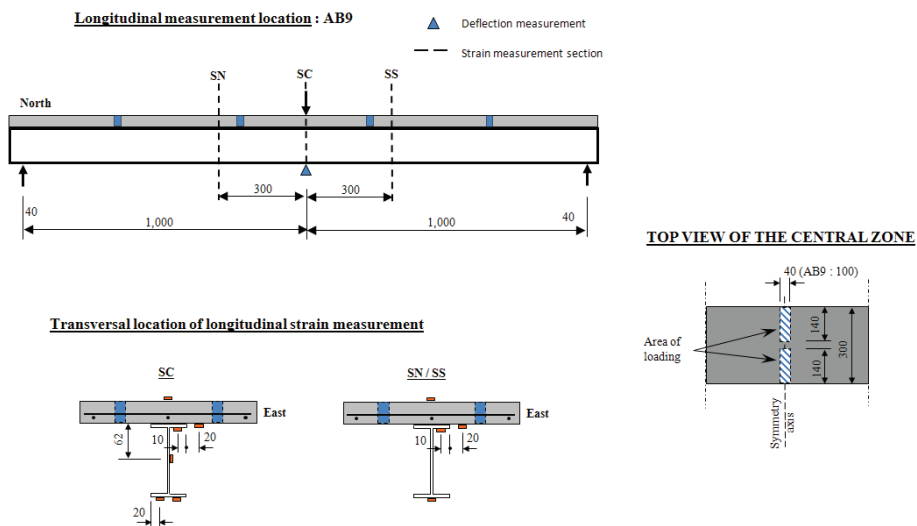 Longitudinal measurement location : AB9
Deflection measurement
Strain measurement section
SN
SC
SS
North
300
300
40
40
1,000
1,000
TOP VIEW OF THE CENTRAL ZONE
40 (AB9 : 100)
Area of
loading
140
140
300
Symmetry
axis
Transversal location of longitudinal strain measurement
SC
SN / SS
East
East
62
10
20
10
20
20